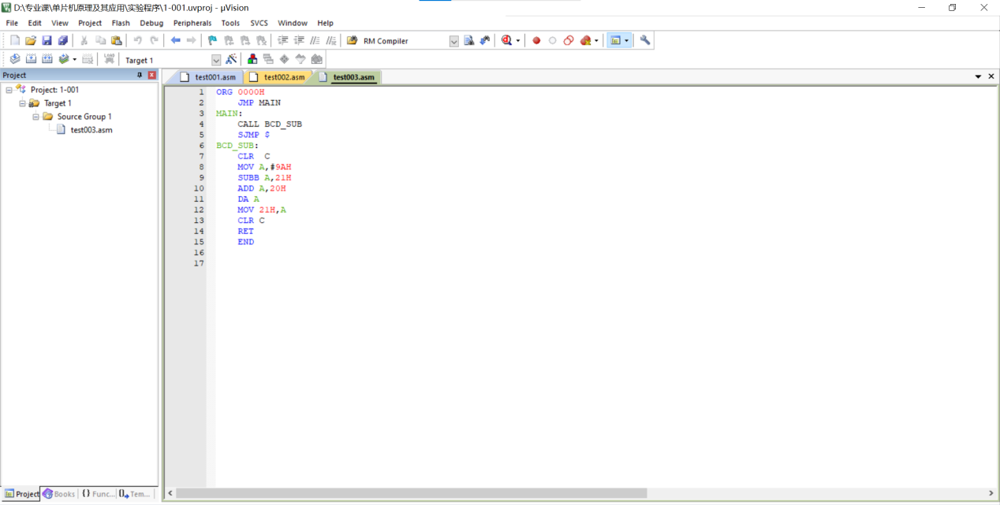 D:\专业课\单片机原理及其应用\实验程序\1-001.uvproj - µVision
File Edit View Project Flash Debug Peripherals Tools SVCS Window Help
RM Compiler
LOAD Target 1
Project
test001.asm test002.asm test003.asm
Project: 1-001
Target 1
Source Group 1
test003.asm
1 ORG 0000H
2 JMP MAIN
3 MAIN:
4 CALL BCD_SUB
5 SJMP $
6 BCD_SUB:
7 CLR C
8 MOV A,#9AH
9 SUBB A,21H
10 ADD A,20H
11 DA A
12 MOV 21H,A
13 CLR C
14 RET
15 END
16
17
Project Books {} Func... Tem...